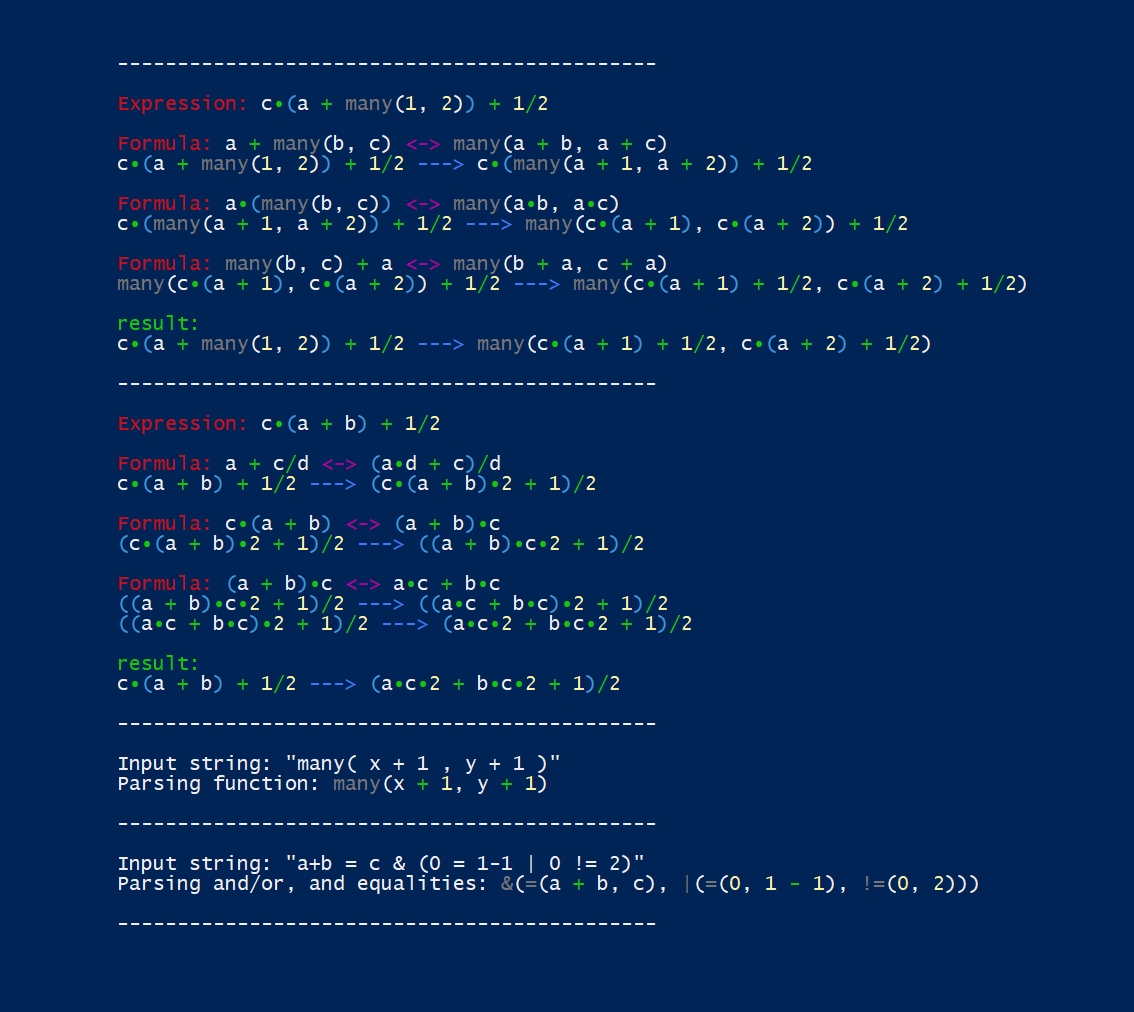 ---------------------------------------------
Expression: c•(a + many(1, 2)) + 1/2
Formula: a + many(b, c) <-> many(a + b, a + c)
c•(a + many(1, 2)) + 1/2 ---> c•(many(a + 1, a + 2)) + 1/2
Formula: a•(many(b, c)) <-> many(a•b, a•c)
c•(many(a + 1, a + 2)) + 1/2 ---> many(c•(a + 1), c•(a + 2)) + 1/2
Formula: many(b, c) + a <-> many(b + a, c + a)
many(c•(a + 1), c•(a + 2)) + 1/2 ---> many(c•(a + 1) + 1/2, c•(a + 2) + 1/2)
result:
c•(a + many(1, 2)) + 1/2 ---> many(c•(a + 1) + 1/2, c•(a + 2) + 1/2)
---------------------------------------------
Expression: c•(a + b) + 1/2
Formula: a + c/d <-> (a•d + c)/d
c•(a + b) + 1/2 ---> (c•(a + b)•2 + 1)/2
Formula: c•(a + b) <-> (a + b)•c
(c•(a + b)•2 + 1)/2 ---> ((a + b)•c•2 + 1)/2
Formula: (a + b)•c <-> a•c + b•c
((a + b)•c•2 + 1)/2 ---> ((a•c + b•c)•2 + 1)/2
((a•c + b•c)•2 + 1)/2 ---> (a•c•2 + b•c•2 + 1)/2
result:
c•(a + b) + 1/2 ---> (a•c•2 + b•c•2 + 1)/2
---------------------------------------------
Input string: "many( x + 1 , y + 1 )"
Parsing function: many(x + 1, y + 1)
---------------------------------------------
Input string: "a+b = c & (0 = 1-1 | 0 != 2)"
Parsing and/or, and equalities: &(=(a + b, c), |(=(0, 1 - 1), !=(0, 2)))
---------------------------------------------